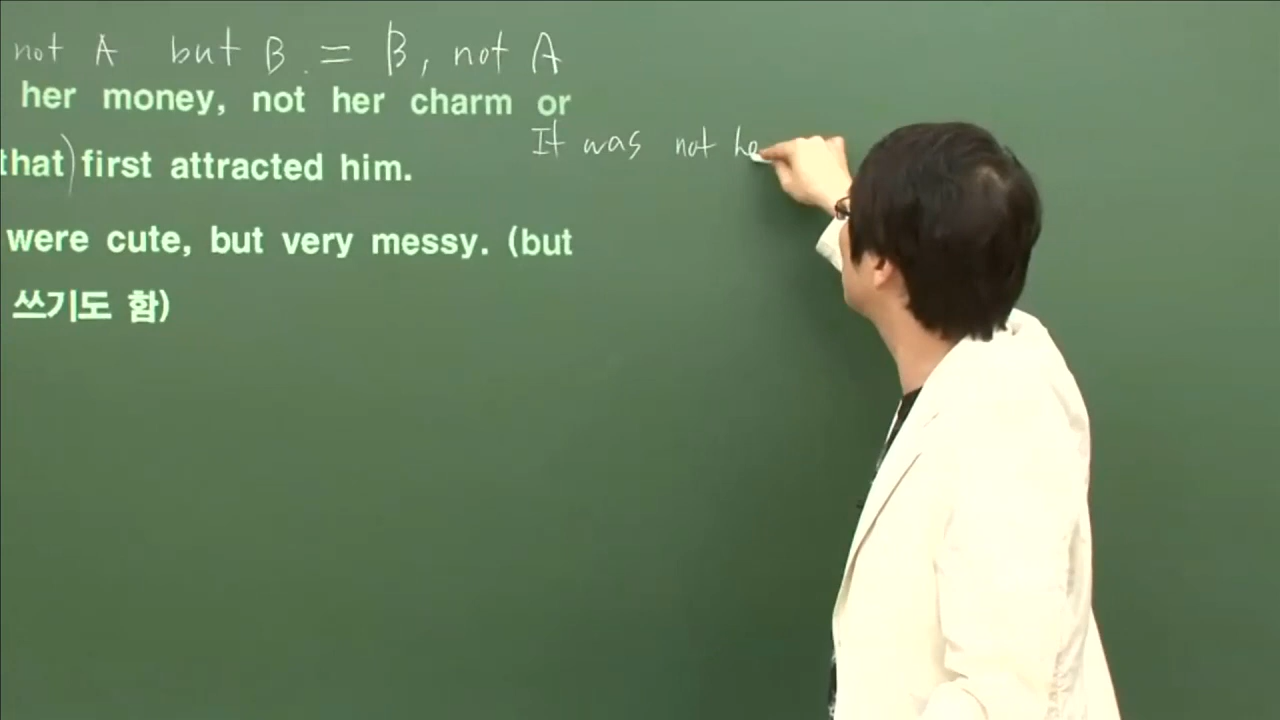 not A but B. = B, not A
her money, not her charm or
It was not he
that) first attracted him.
were cute, but very messy. (but
쓰기도 함)